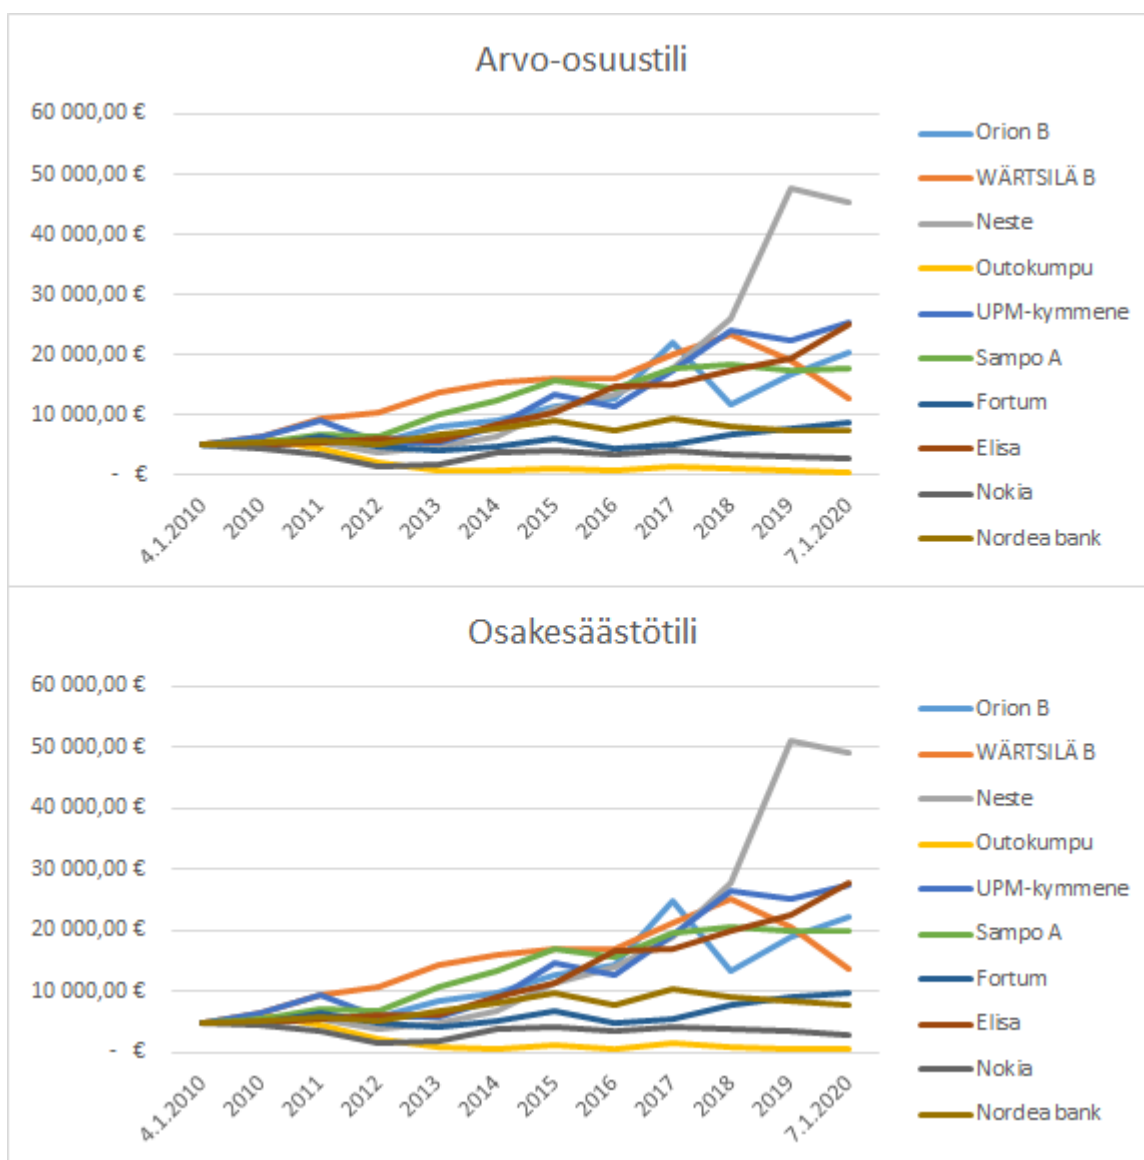 Arvo-osuustili
60 000,00 €
50 000,00 €
40 000,00 €
30 000,00 €
20 000,00 €
10 000,00 €
- €
4.1.2010
2010
2011
2012
2013
2014
2015
2016
2017
2018
2019
7.1.2020
Orion B
WÄRTSILÄ B
Neste
Outokumpu
UPM-kymmene
Sampo A
Fortum
Elisa
Nokia
Nordea bank
Osakesäästötili
60 000,00 €
50 000,00 €
40 000,00 €
30 000,00 €
20 000,00 €
10 000,00 €
- €
4.1.2010
2010
2011
2012
2013
2014
2015
2016
2017
2018
2019
7.1.2020
Orion B
WÄRTSILÄ B
Neste
Outokumpu
UPM-kymmene
Sampo A
Fortum
Elisa
Nokia
Nordea bank